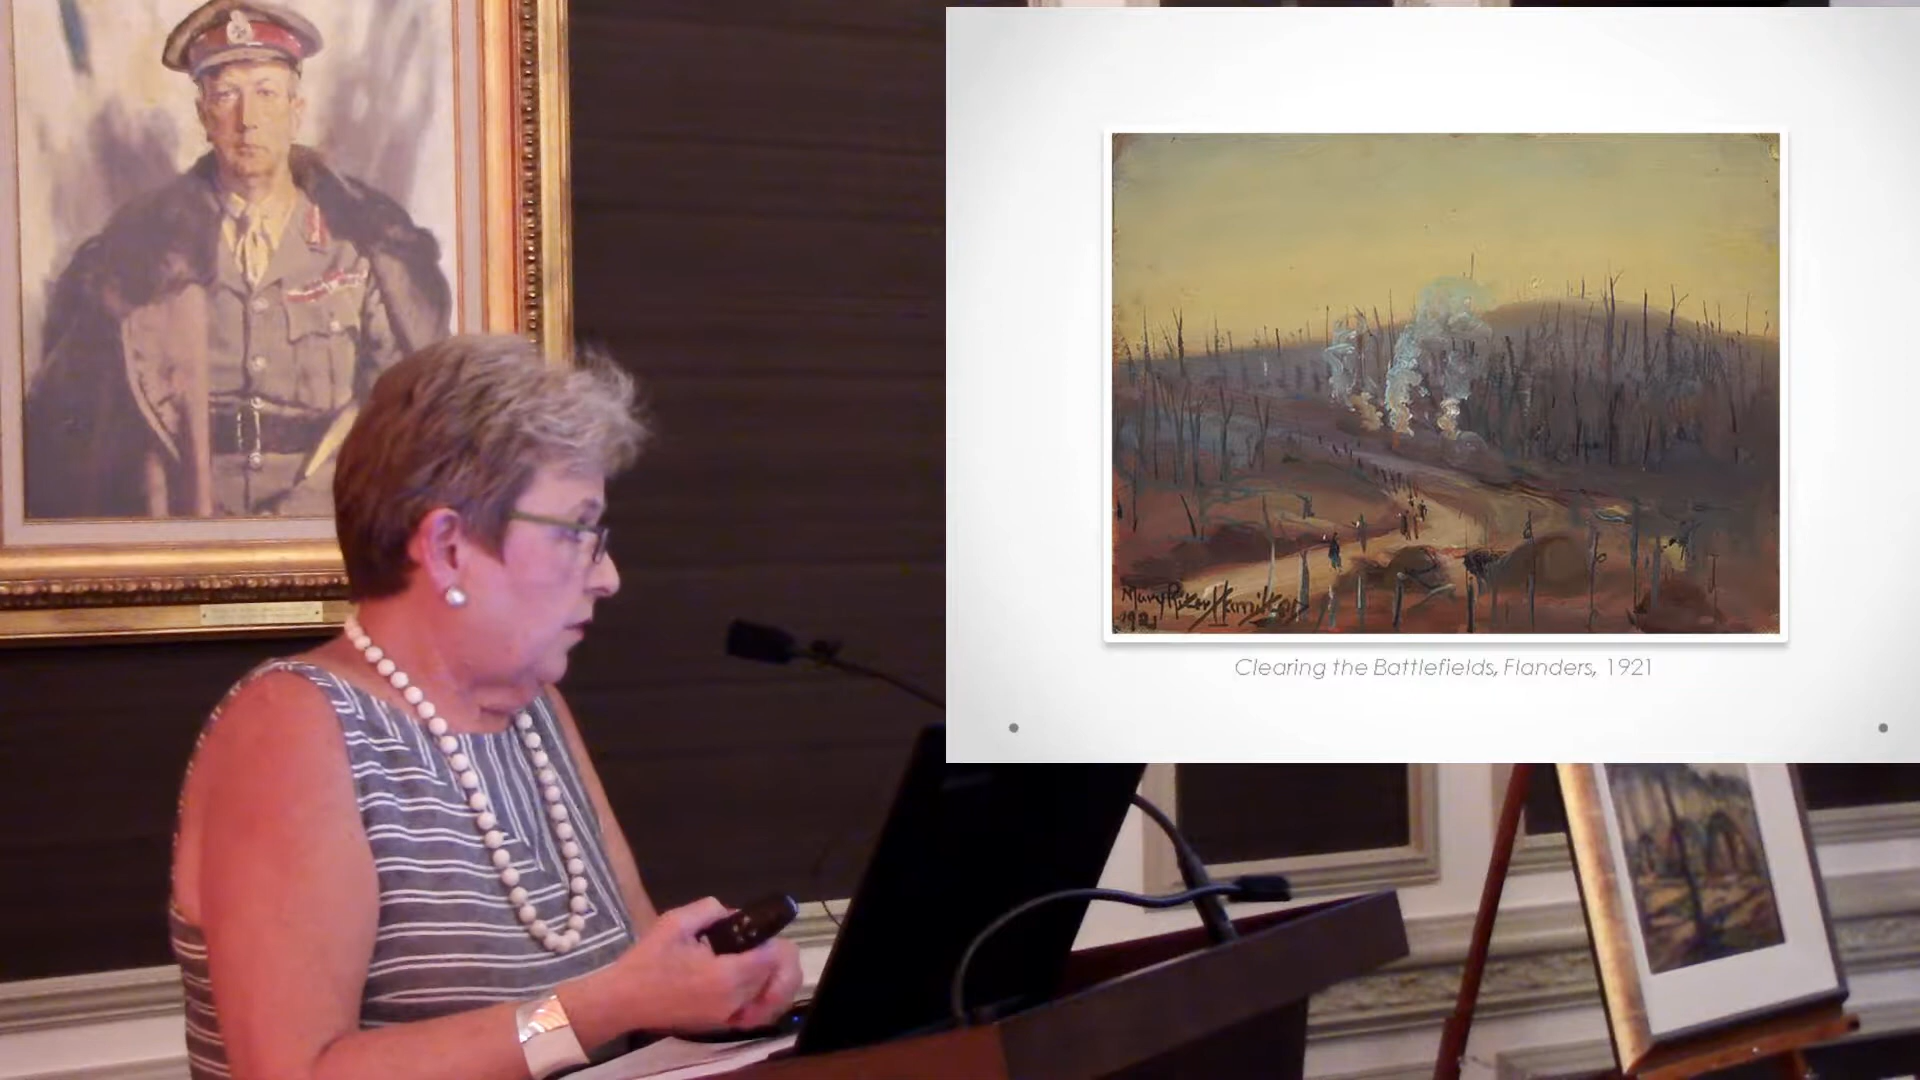 Mary Riter Hamilton
1921
Clearing the Battlefields, Flanders, 1921